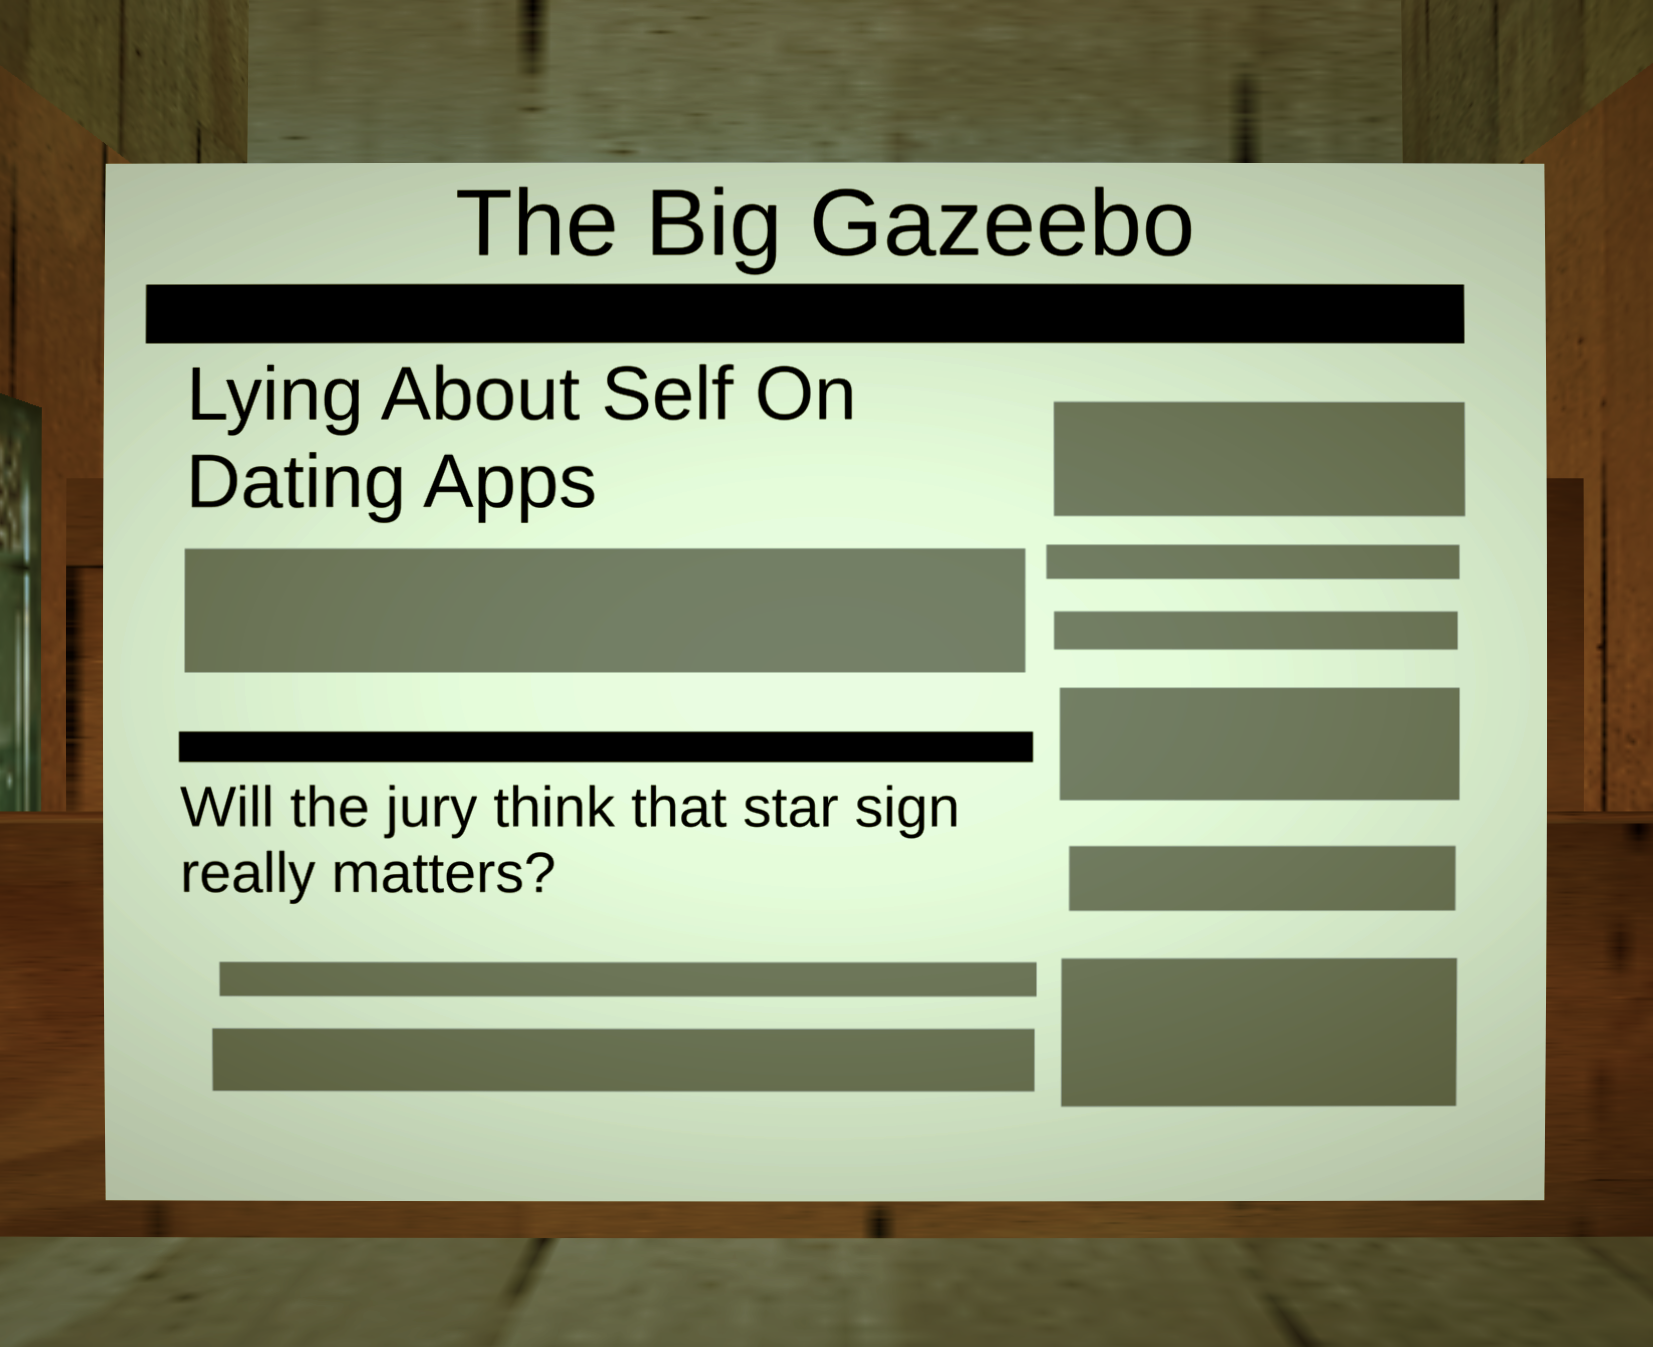 The Big Gazeebo
Lying About Self On
Dating Apps
Will the jury think that star sign
really matters?